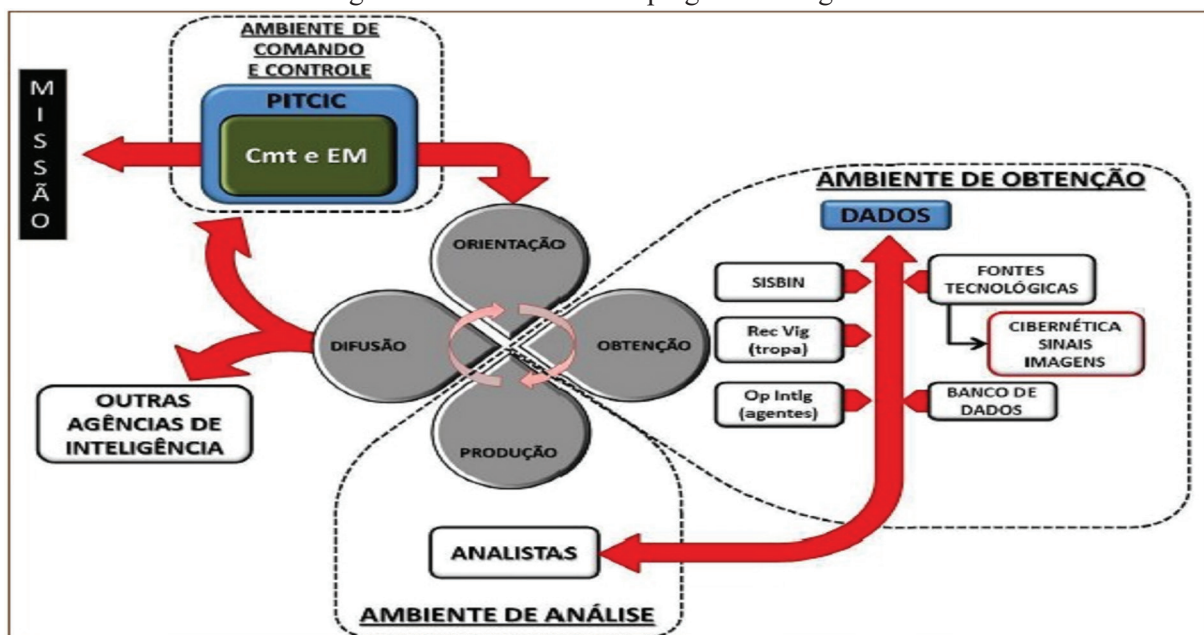 AMBIENTE DE
COMANDO
E CONTROLE
MISSÃO
PITCIC
Cmt e EM
ORIENTAÇÃO
DIFUSÃO
OBTENÇÃO
PRODUÇÃO
OUTRAS
AGÊNCIAS DE
INTELIGÊNCIA
AMBIENTE DE OBTENÇÃO
DADOS
SISBIN
FONTES
TECNOLÓGICAS
Rec Vig
(tropa)
CIBERNÉTICA
SINAIS
IMAGENS
Op Intlg
(agentes)
BANCO DE
DADOS
ANALISTAS
AMBIENTE DE ANÁLISE